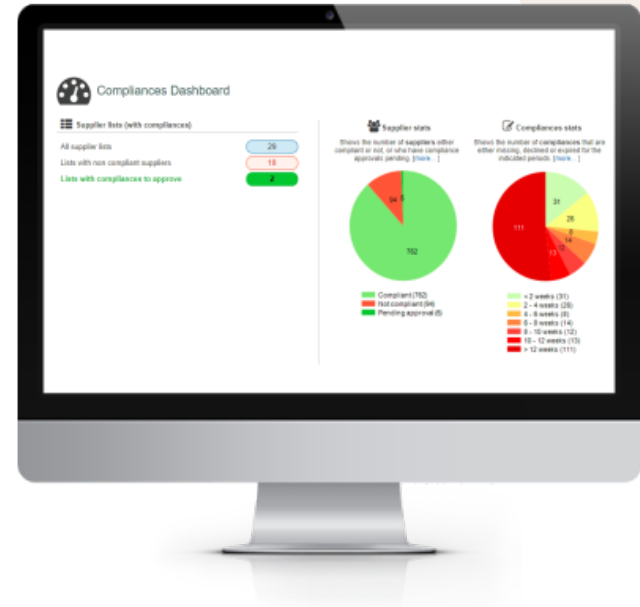 Compliances Dashboard
Supplier lists (with compliances)
All supplier lists 29
Lists with non compliant suppliers 18
Lists with compliances to approve 2
Supplier stats
Shows the number of suppliers either
compliant or not, or who have compliance
approvals pending. [more... ]
94
762
Compliant (762)
Not compliant (94)
Pending approval (6)
Compliances stats
Shows the number of compliances that are
either missing, declined or expired for the
indicated periods. [more... ]
31
14
12
13
111
< 2 weeks (31)
2 - 4 weeks
4 - 6 weeks (8)
6 - 8 weeks (14)
8 - 10 weeks (12)
10 - 12 weeks (13)
> 12 weeks (111)